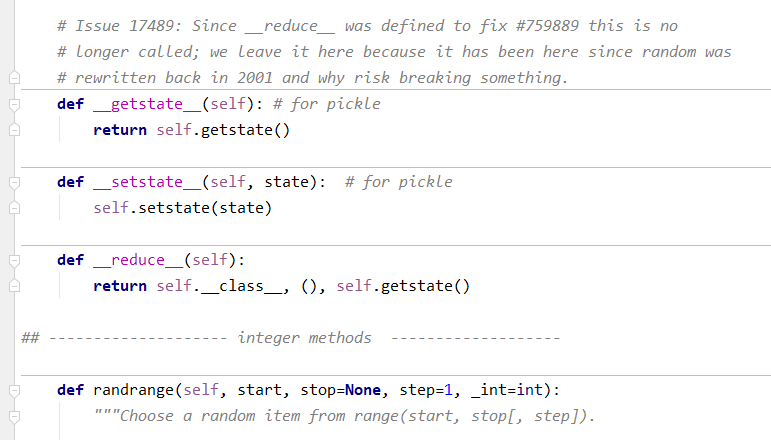 # Issue 17489: Since __reduce__ was defined to fix #759889 this is no
# longer called; we leave it here because it has been here since random was
# rewritten back in 2001 and why risk breaking something.
def __getstate__(self): # for pickle
return self.getstate()
def __setstate__(self, state):  # for pickle
self.setstate(state)
def __reduce__(self):
return self.__class__, (), self.getstate()
## -------------------- integer methods  -------------------
def randrange(self, start, stop=None, step=1, _int=int):
"""Choose a random item from range(start, stop[, step]).